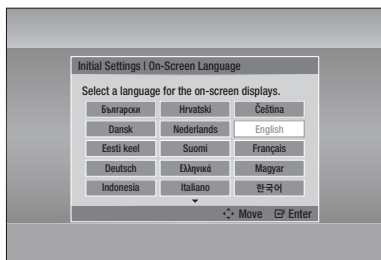 Initial Settings | On-Screen Language
Select a language for the on-screen displays.
Български Hrvatski Čeština
Dansk Nederlands English
Eesti keel Suomi Français
Deutsch Ελληνικά Magyar
Indonesia Italiano 한국어
Move Enter